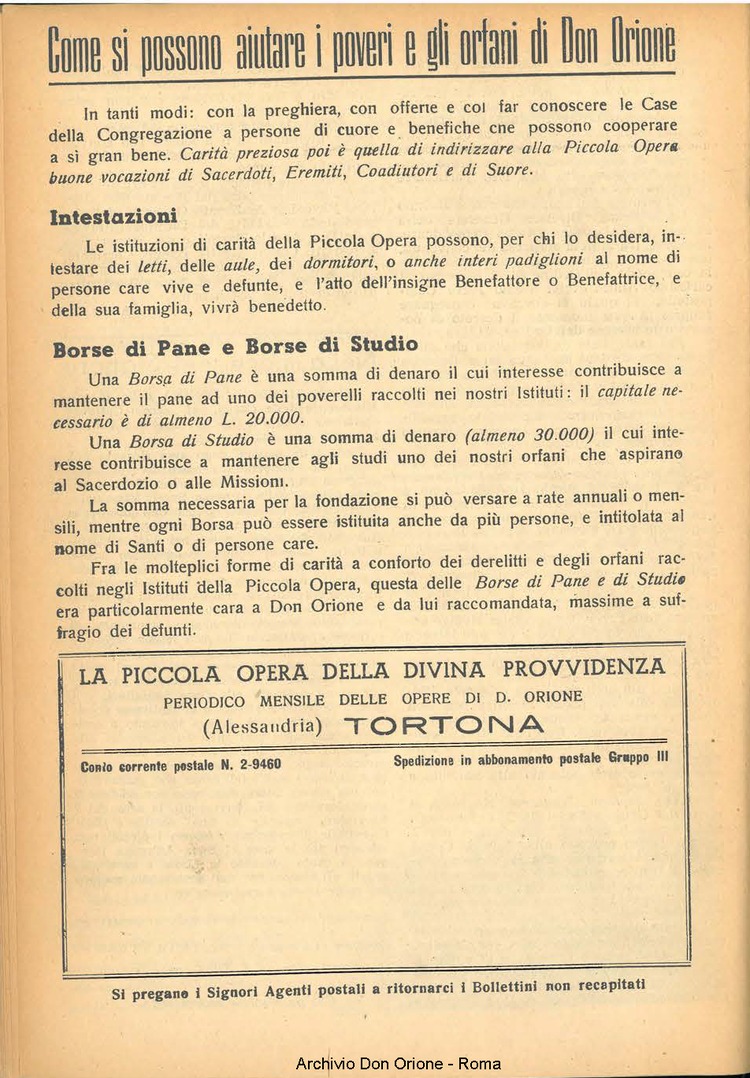 Come si possono aiutare i poveri e gli orfani di Don Orione
In tanti modi: con la preghiera, con offerte e col far conoscere le Case
della Congregazione a persone di cuore e benefiche che possono cooperare
a sì gran bene. Carità preziosa poi è quella di indirizzare alla Piccola Opera
buone vocazioni di Sacerdoti, Eremiti, Coadiutori e di Suore.
Intestazioni
Le istituzioni di carità della Piccola Opera possono, per chi lo desidera, in-
testare dei letti, delle aule, dei dormitori, o anche interi padiglioni al nome di
persone care vive e defunte, e l'atto dell'insigne Benefattore o Benefattrice, e
della sua famiglia, vivrà benedetto.
Borse di Pane e Borse di Studio
Una Borsa di Pane è una somma di denaro il cui interesse contribuisce a
mantenere il pane ad uno dei poverelli raccolti nei nostri Istituti: il capitale ne-
cessario è di almeno L. 20.000.
Una Borsa di Studio è una somma di denaro (almeno 30.000) il cui inte-
resse contribuisce a mantenere agli studi uno dei nostri orfani che aspirano
al Sacerdozio o alle Missioni.
La somma necessaria per la fondazione si può versare a rate annuali o men-
sili, mentre ogni Borsa può essere istituita anche da più persone, e intitolata al
nome di Santi o di persone care.
Fra le molteplici forme di carità a conforto dei derelitti e degli orfani rac-
colti negli Istituti della Piccola Opera, questa delle Borse di Pane e di Studio
era particolarmente cara a Don Orione e da lui raccomandata, massime a suf-
fragio dei defunti.
LA PICCOLA OPERA DELLA DIVINA PROVVIDENZA
PERIODICO MENSILE DELLE OPERE DI D. ORIONE
(Alessandria) TORTONA
Conto corrente postale N. 2-9460 Spedizione in abbonamento postale Gruppo III
Si pregano i Signori Agenti postali a ritornarci i Bollettini non recapitati
Archivio Don Orione - Roma